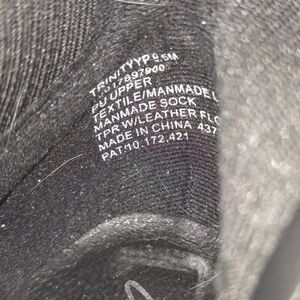 TRINITYYP 9.5M
PU UPPER
TEXTILE/MANMADE L
MANMADE SOCK
TPR W/LEATHER FLO
MADE IN CHINA 437
PAT/10.172.421